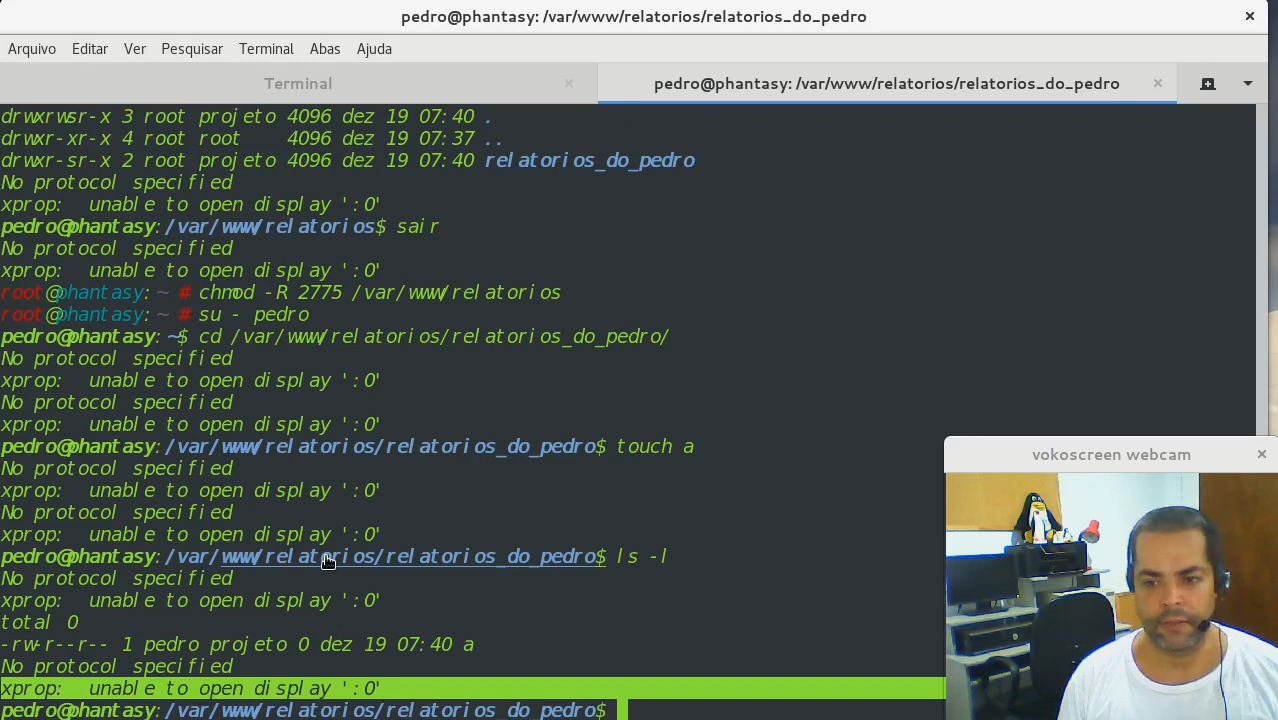 pedro@phantasy: /var/www/relatorios/relatorios_do_pedro
Arquivo Editar Ver Pesquisar Terminal Abas Ajuda
Terminal pedro@phantasy: /var/www/relatorios/relatorios_do_pedro
drwxrwsr-x 3 root projeto 4096 dez 19 07:40 .
drwxr-xr-x 4 root root 4096 dez 19 07:37 ..
drwxr-sr-x 2 root projeto 4096 dez 19 07:40 relatorios_do_pedro
No protocol specified
xprop: unable to open display ':0'
pedro@phantasy:/var/www/relatorios$ sair
No protocol specified
xprop: unable to open display ':0'
root@phantasy:~ # chmod -R 2775 /var/www/relatorios
root@phantasy:~ # su - pedro
pedro@phantasy:~$ cd /var/www/relatorios/relatorios_do_pedro/
No protocol specified
xprop: unable to open display ':0'
No protocol specified
xprop: unable to open display ':0'
pedro@phantasy:/var/www/relatorios/relatorios_do_pedro$ touch a
No protocol specified
xprop: unable to open display ':0'
No protocol specified
xprop: unable to open display ':0'
pedro@phantasy:/var/www/relatorios/relatorios_do_pedro$ ls -l
No protocol specified
xprop: unable to open display ':0'
total 0
-rw-r--r-- 1 pedro projeto 0 dez 19 07:40 a
No protocol specified
xprop: unable to open display ':0'
pedro@phantasy:/var/www/relatorios/relatorios_do_pedro$
vokoscreen webcam